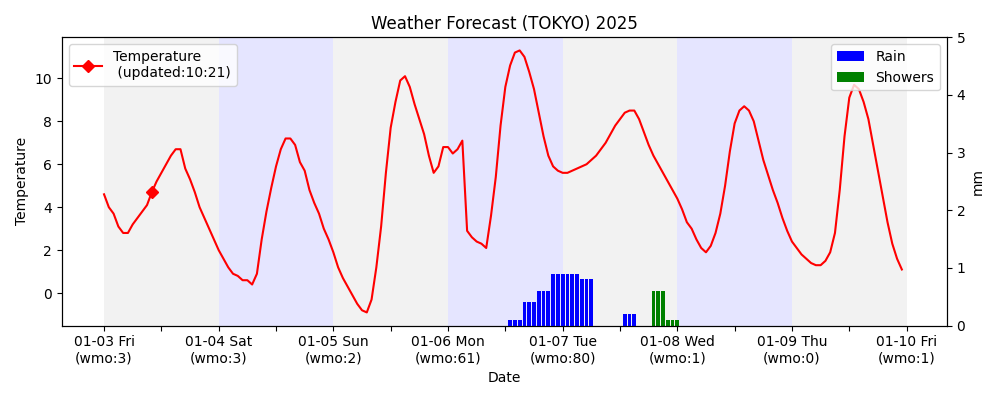 Weather Forecast (TOKYO) 2025
Temperature
(updated:10:21)
Rain
Showers
Temperature
10
8
6
4
2
0
5
4
3
2
1
0
mm
01-03 Fri
(wmo:3)
01-04 Sat
(wmo:3)
01-05 Sun
(wmo:2)
01-06 Mon
(wmo:61)
01-07 Tue
(wmo:80)
01-08 Wed
(wmo:1)
01-09 Thu
(wmo:0)
01-10 Fri
(wmo:1)
Date